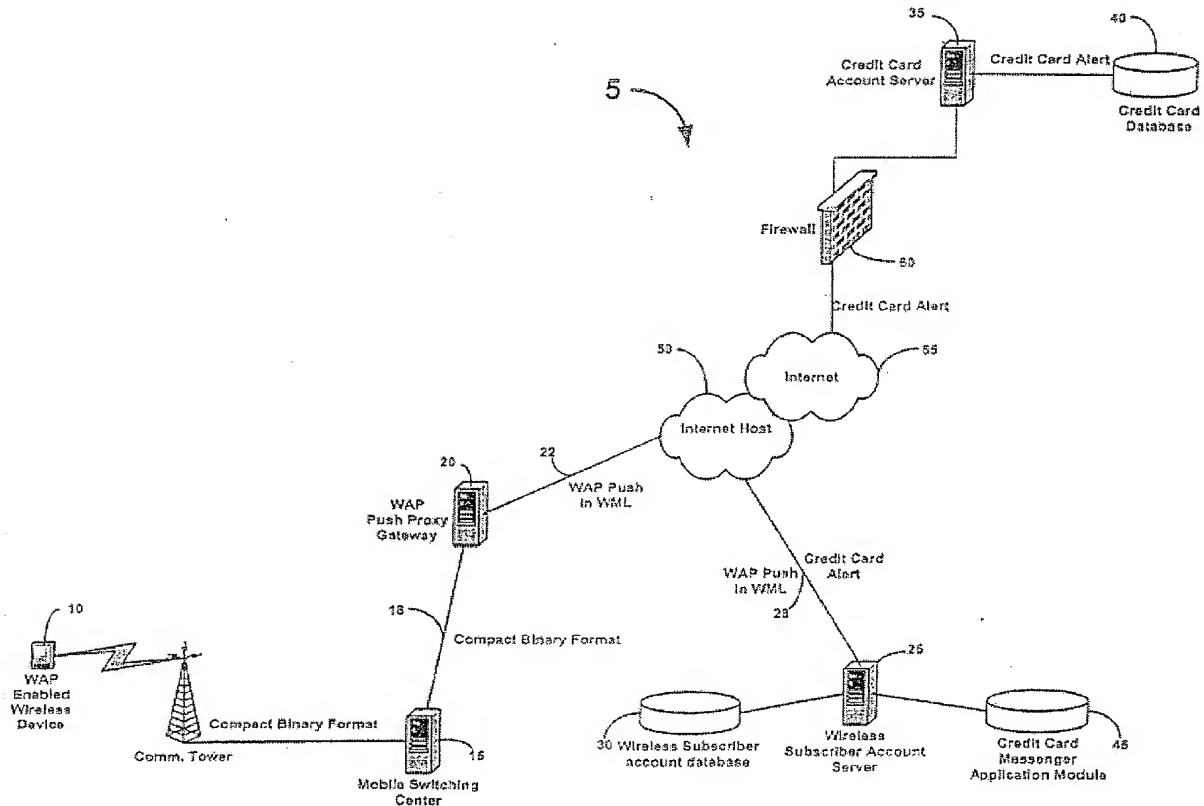 35
40
Credit Card
Account Server
Credit Card Alert
Credit Card
Database
5
Firewall
60
Credit Card Alert
50
55
Internet
Internet Host
20
22
WAP
Push Proxy
Gateway
WAP Push
in WML
Credit Card
Alert
WAP Push
in WML
28
10
18
Compact Binary Format
WAP
Enabled
Wireless
Device
Compact Binary Format
Comm. Tower
15
Mobile Switching
Center
25
30 Wireless Subscriber
account database
Wireless
Subscriber Account
Server
Credit Card
Messenger
Application Module
45